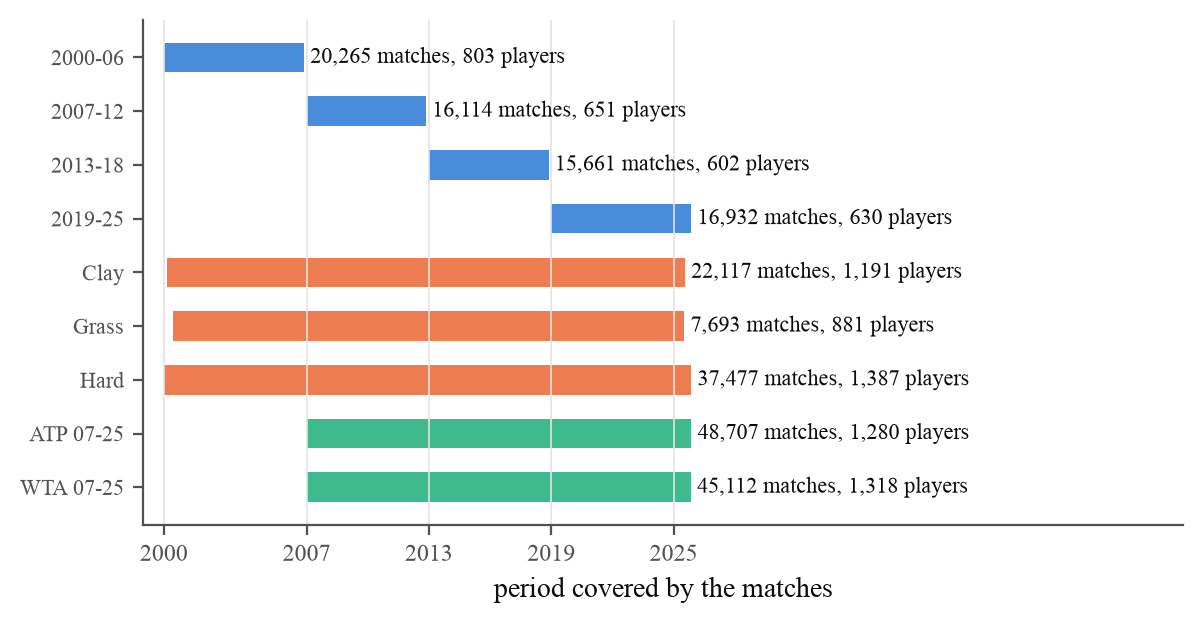 2000-06 20,265 matches, 803 players
2007-12 16,114 matches, 651 players
2013-18 15,661 matches, 602 players
2019-25 16,932 matches, 630 players
Clay 22,117 matches, 1,191 players
Grass 7,693 matches, 881 players
Hard 37,477 matches, 1,387 players
ATP 07-25 48,707 matches, 1,280 players
WTA 07-25 45,112 matches, 1,318 players
2000 2007 2013 2019 2025
period covered by the matches